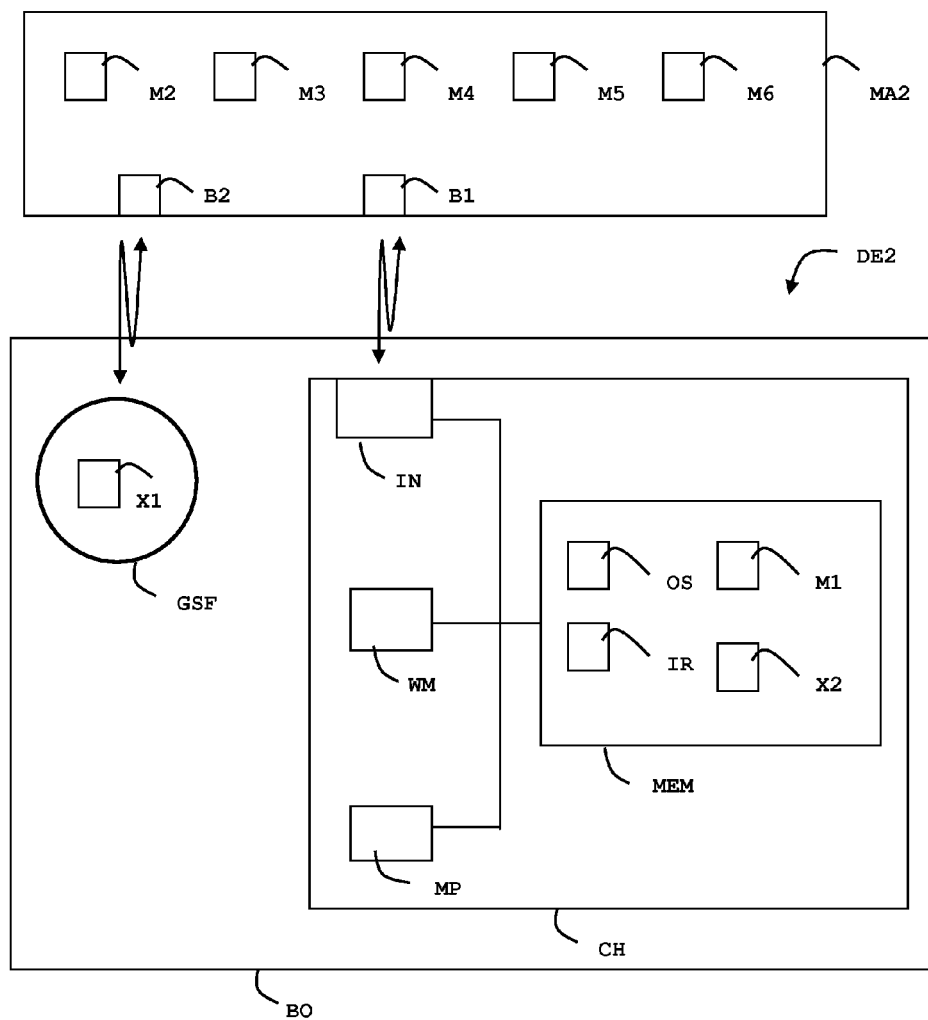 M2 M3 M4 M5 M6 MA2
B2 B1
DE2
IN
X1
OS M1
GSF
IR X2
WM
MEM
MP
CH
BO